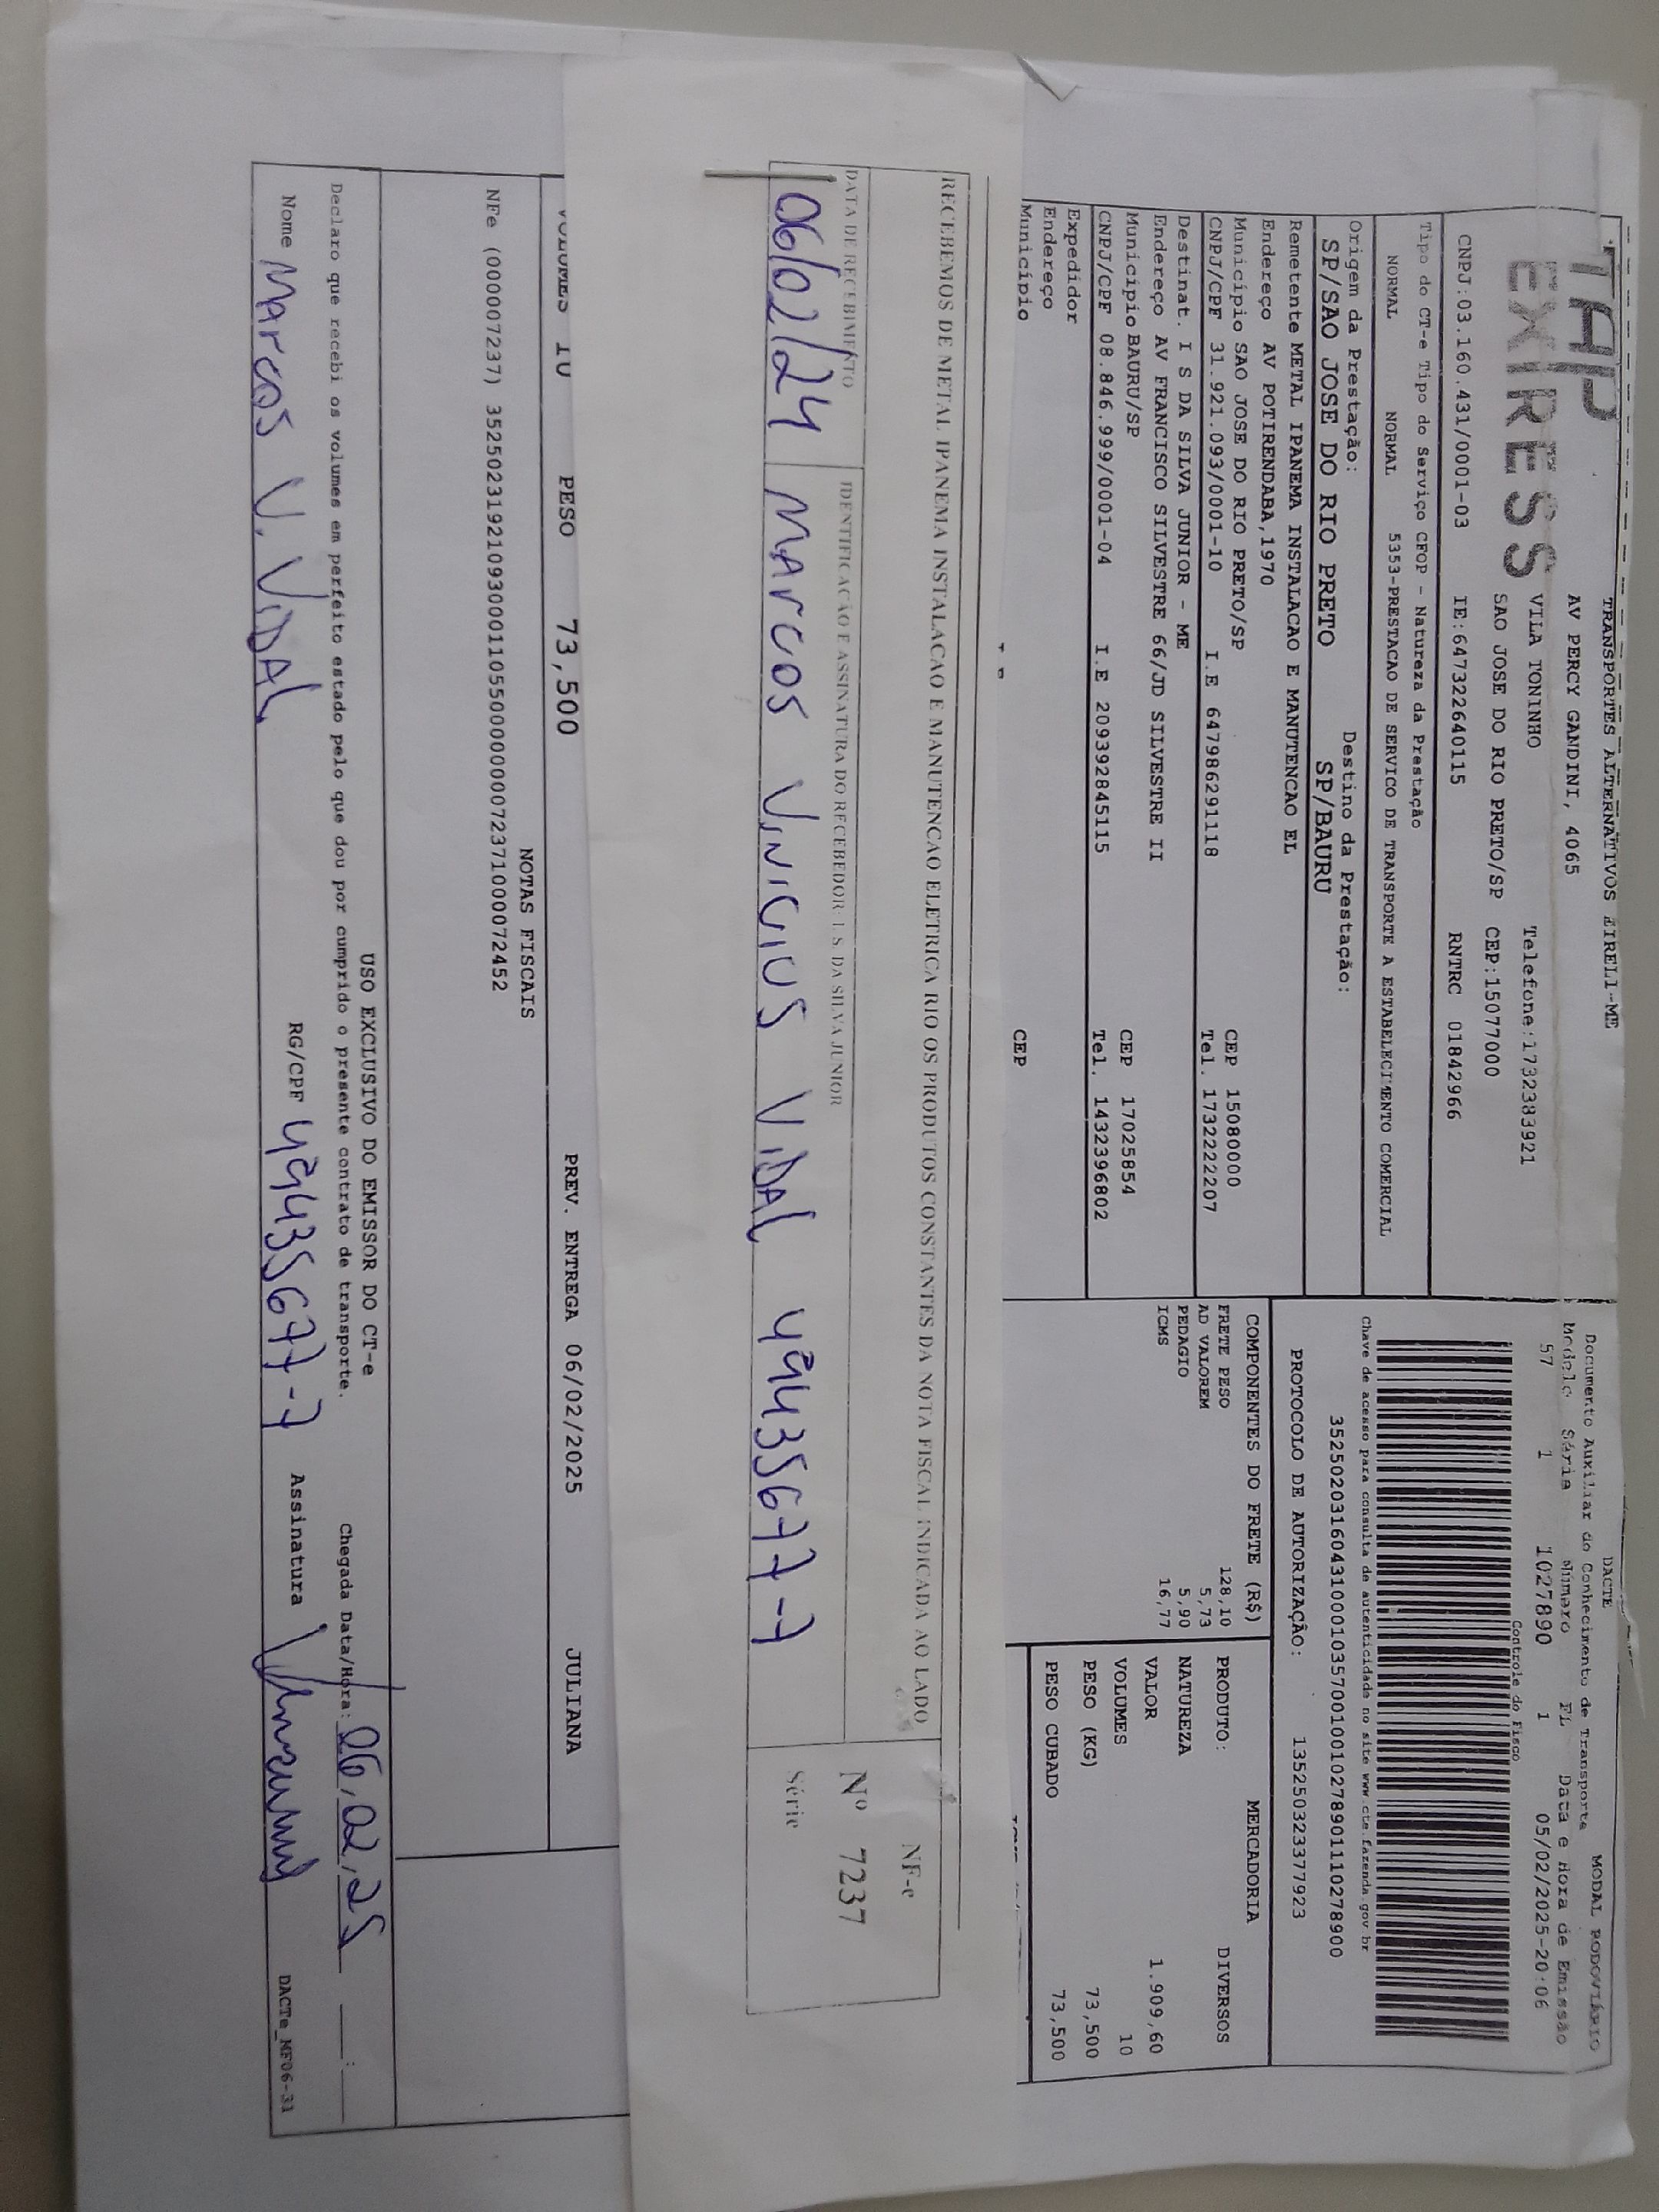 TRANSPORTES ALTERNATIVOS EIRELI-ME
TAP
EXPRESS
AV PERCY GANDINI, 4065
VILA TONINHO Telefone:1732383921
SAO JOSE DO RIO PRETO/SP CEP:15077000
CNPJ:03.160.431/0001-03 IE:647322640115 RNTRC 01842966
Tipo do CT-e Tipo do Serviço CFOP - Natureza da Prestação
NORMAL NORMAL 5353-PRESTACAO DE SERVICO DE TRANSPORTE A ESTABELECIMENTO COMERCIAL
Origem da Prestação: Destino da Prestação:
SP/SAO JOSE DO RIO PRETO SP/BAURU
Remetente METAL IPANEMA INSTALACAO E MANUTENCAO EL
Endereço AV POTIRENDABA,1970
Município SAO JOSE DO RIO PRETO/SP CEP 15080000
CNPJ/CPF 31.921.093/0001-10 I.E 647986291118 Tel. 1732222207
Destinat. I S DA SILVA JUNIOR - ME
Endereço AV FRANCISCO SILVESTRE 66/JD SILVESTRE II
Município BAURU/SP CEP 17025854
CNPJ/CPF 08.846.999/0001-04 I.E 209392845115 Tel. 1432396802
Expedidor
Endereço
Município CEP
DACTE MODAL RODOVIÁRIO
Documento Auxiliar do Conhecimento de Transporte
Modelo Série Número FL Data e Hora de Emissão
57 1 1027890 1 05/02/2025-20:06
Controle do Fisco
Chave de acesso para consulta de autenticidade no site www.cte.fazenda.gov.br
35250203160431000103570010010278901110278900
PROTOCOLO DE AUTORIZAÇÃO: 135250323377923
COMPONENTES DO FRETE (R$)
FRETE PESO 128,10
AD VALOREM 5,73
PEDAGIO 5,90
ICMS 16,77
MERCADORIA
PRODUTO: DIVERSOS
NATUREZA
VALOR 1.909,60
VOLUMES 10
PESO (KG) 73,500
PESO CUBADO 73,500
RECEBEMOS DE METAL IPANEMA INSTALACAO E MANUTENCAO ELETRICA RIO OS PRODUTOS CONSTANTES DA NOTA FISCAL INDICADA AO LADO
DATA DE RECEBIMENTO IDENTIFICAÇÃO E ASSINATURA DO RECEBEDOR I. S. DA SILVA JUNIOR
06/02/24 Marcos Vinicius Vidal 49435677-7
NF-e
Nº 7237
Série
VOLUMES 10 PESO 73,500 PREV. ENTREGA 06/02/2025 JULIANA
NOTAS FISCAIS
NFe (000007237) 35250231921093000110550000000072371000072452
USO EXCLUSIVO DO EMISSOR DO CT-e
Declaro que recebi os volumes em perfeito estado pelo que dou por cumprido o presente contrato de transporte. Chegada Data/Hora: 06,02,25 __:__
Nome Marcos V. Vidal RG/CPF 49435677-7 Assinatura
DACTe_MF06-31